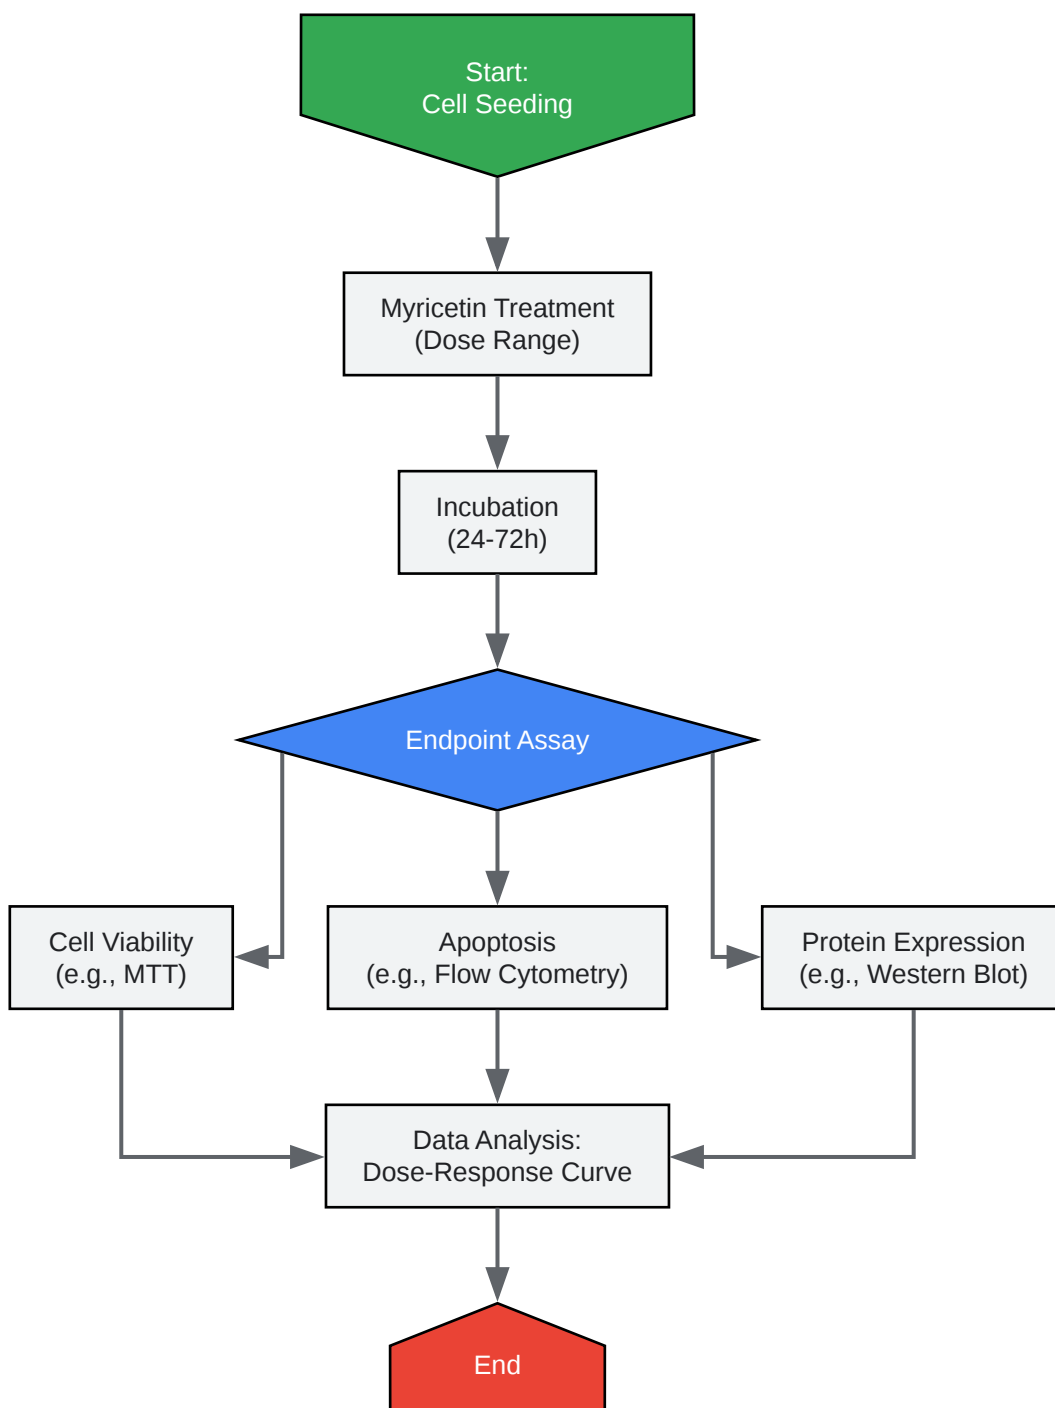 Start:
Cell Seeding
Myricetin Treatment
(Dose Range)
Incubation
(24-72h)
Endpoint Assay
Cell Viability
(e.g., MTT)
Apoptosis
(e.g., Flow Cytometry)
Protein Expression
(e.g., Western Blot)
Data Analysis:
Dose-Response Curve
End